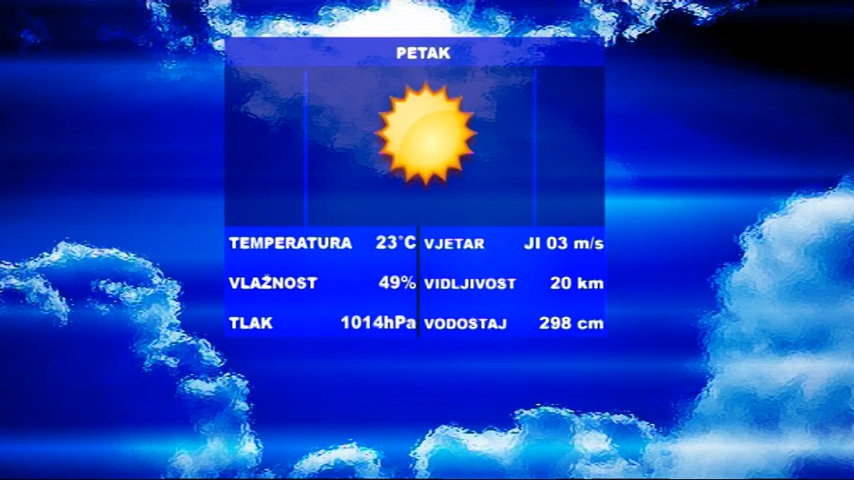 PETAK
TEMPERATURA 23°C VJETAR JI 03 m/s
VLAŽNOST 49% VIDLJIVOST 20 km
TLAK 1014hPa VODOSTAJ 298 cm